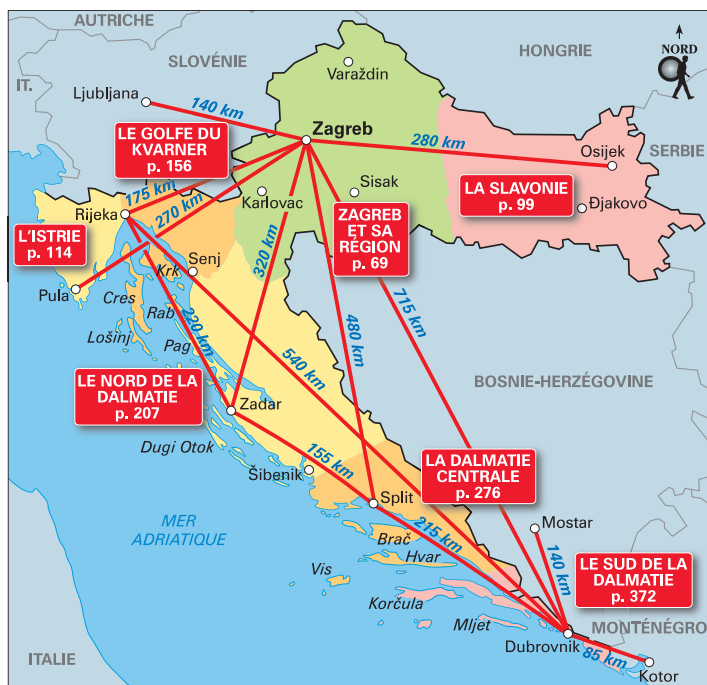 AUTRICHE
HONGRIE
NORD
SLOVÉNIE
Varaždin
IT.
Ljubljana
140 km
Zagreb
LE GOLFE DU
KVARNER
p. 156
280 km
Osijek
SERBIE
175 km
270 km
Karlovac
Sisak
LA SLAVONIE
p. 99
Đjakovo
Rijeka
L'ISTRIE
p. 114
ZAGREB
ET SA
RÉGION
p. 69
320 km
Senj
Krk
Pula
Cres
Rab
Lošinj
Pag
220 km
480 km
715 km
540 km
BOSNIE-HERZÉGOVINE
LE NORD DE LA
DALMATIE
p. 207
Zadar
Dugi Otok
155 km
Šibenik
LA DALMATIE
CENTRALE
p. 276
Split
MER
ADRIATIQUE
215 km
Mostar
Brač
Hvar
140 km
LE SUD DE LA
DALMATIE
p. 372
Vis
Korčula
Mljet
MONTÉNÉGRO
Dubrovnik
85 km
ITALIE
Kotor